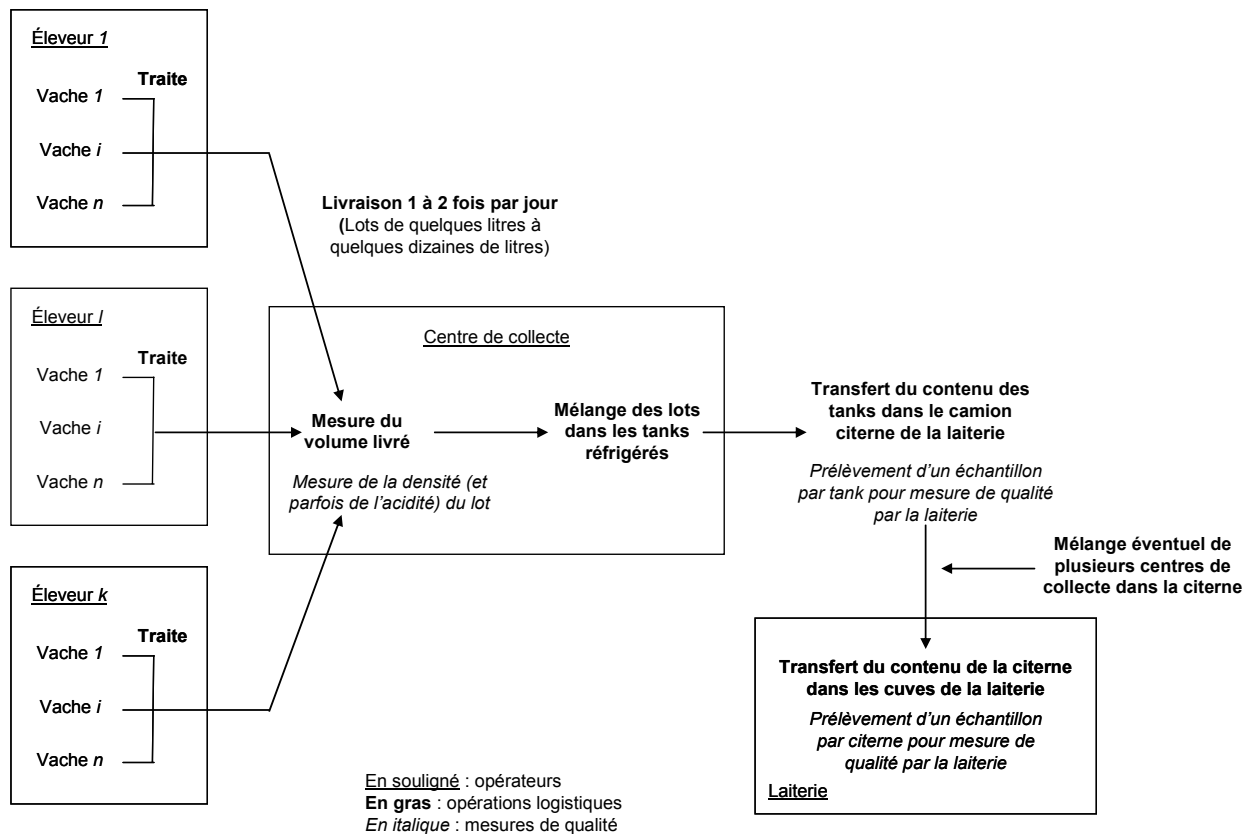 Éleveur 1
Traite
Vache 1
Vache i
Vache n
Livraison 1 à 2 fois par jour
(Lots de quelques litres à
quelques dizaines de litres)
Éleveur l
Traite
Vache 1
Vache i
Vache n
Centre de collecte
Mesure du
volume livré
Mesure de la densité (et
parfois de l'acidité) du lot
Mélange des lots
dans les tanks
réfrigérés
Transfert du contenu des
tanks dans le camion
citerne de la laiterie
Prélèvement d'un échantillon
par tank pour mesure de qualité
par la laiterie
Mélange éventuel de
plusieurs centres de
collecte dans la citerne
Éleveur k
Traite
Vache 1
Vache i
Vache n
Transfert du contenu de la citerne
dans les cuves de la laiterie
Prélèvement d'un échantillon
par citerne pour mesure de
qualité par la laiterie
Laiterie
En souligné : opérateurs
En gras : opérations logistiques
En italique : mesures de qualité